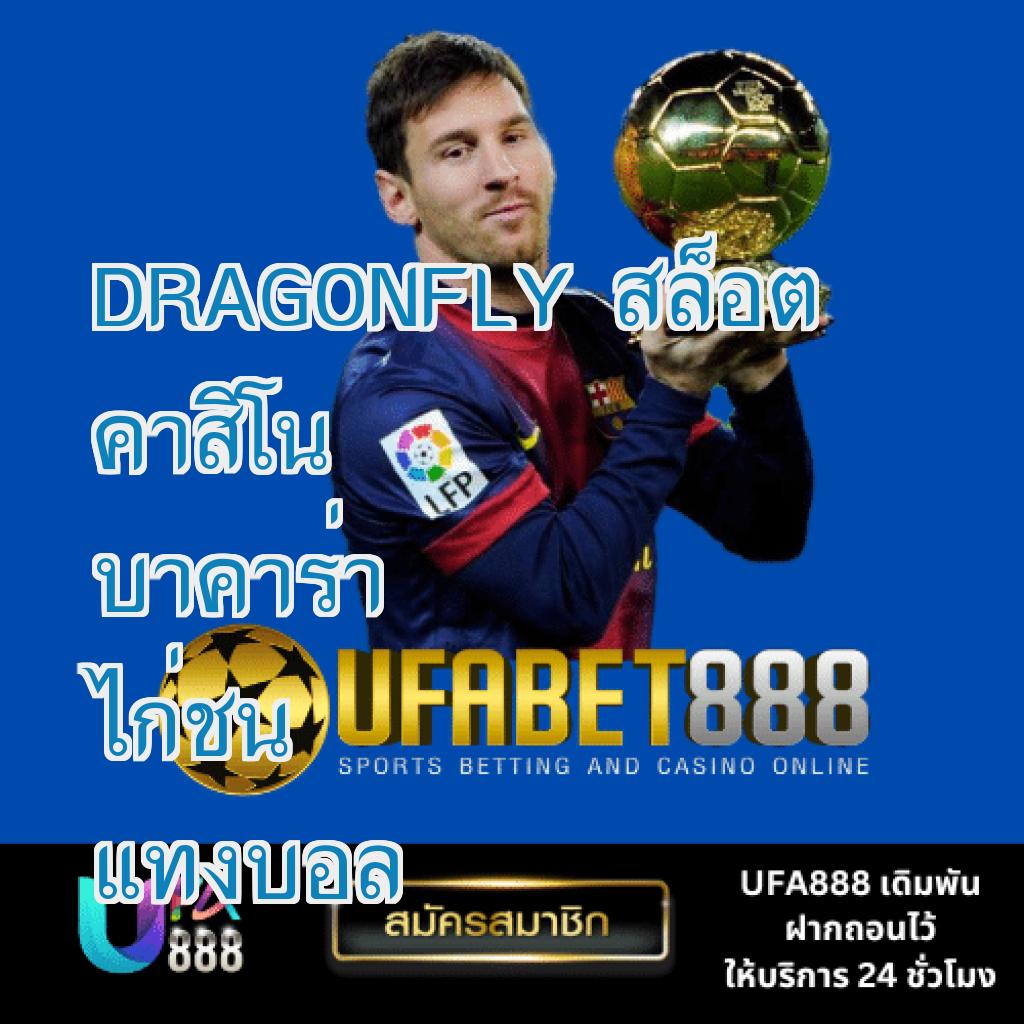 DRAGONFLY สล็อต
คาสิโน
บาคาร่า
ไก่ชน
แทงบอล
LFP
UFABET888
SPORTS BETTING AND CASINO ONLINE
UFA
888
สมัครสมาชิก
UFA888 เดิมพัน
ฝากถอนไว้
ให้บริการ 24 ชั่วโมง